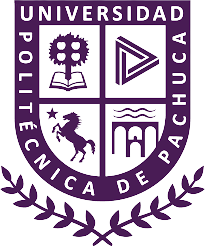 UNIVERSIDAD
POLITÉCNICA DE PACHUCA